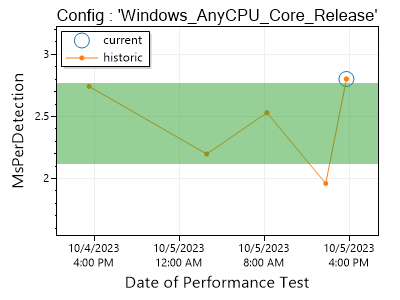 Config : 'Windows_AnyCPU_Core_Release'
current
historic
3
2.5
2
MsPerDetection
10/4/2023 10/5/2023 10/5/2023 10/5/2023
4:00 PM 12:00 AM 8:00 AM 4:00 PM
Date of Performance Test